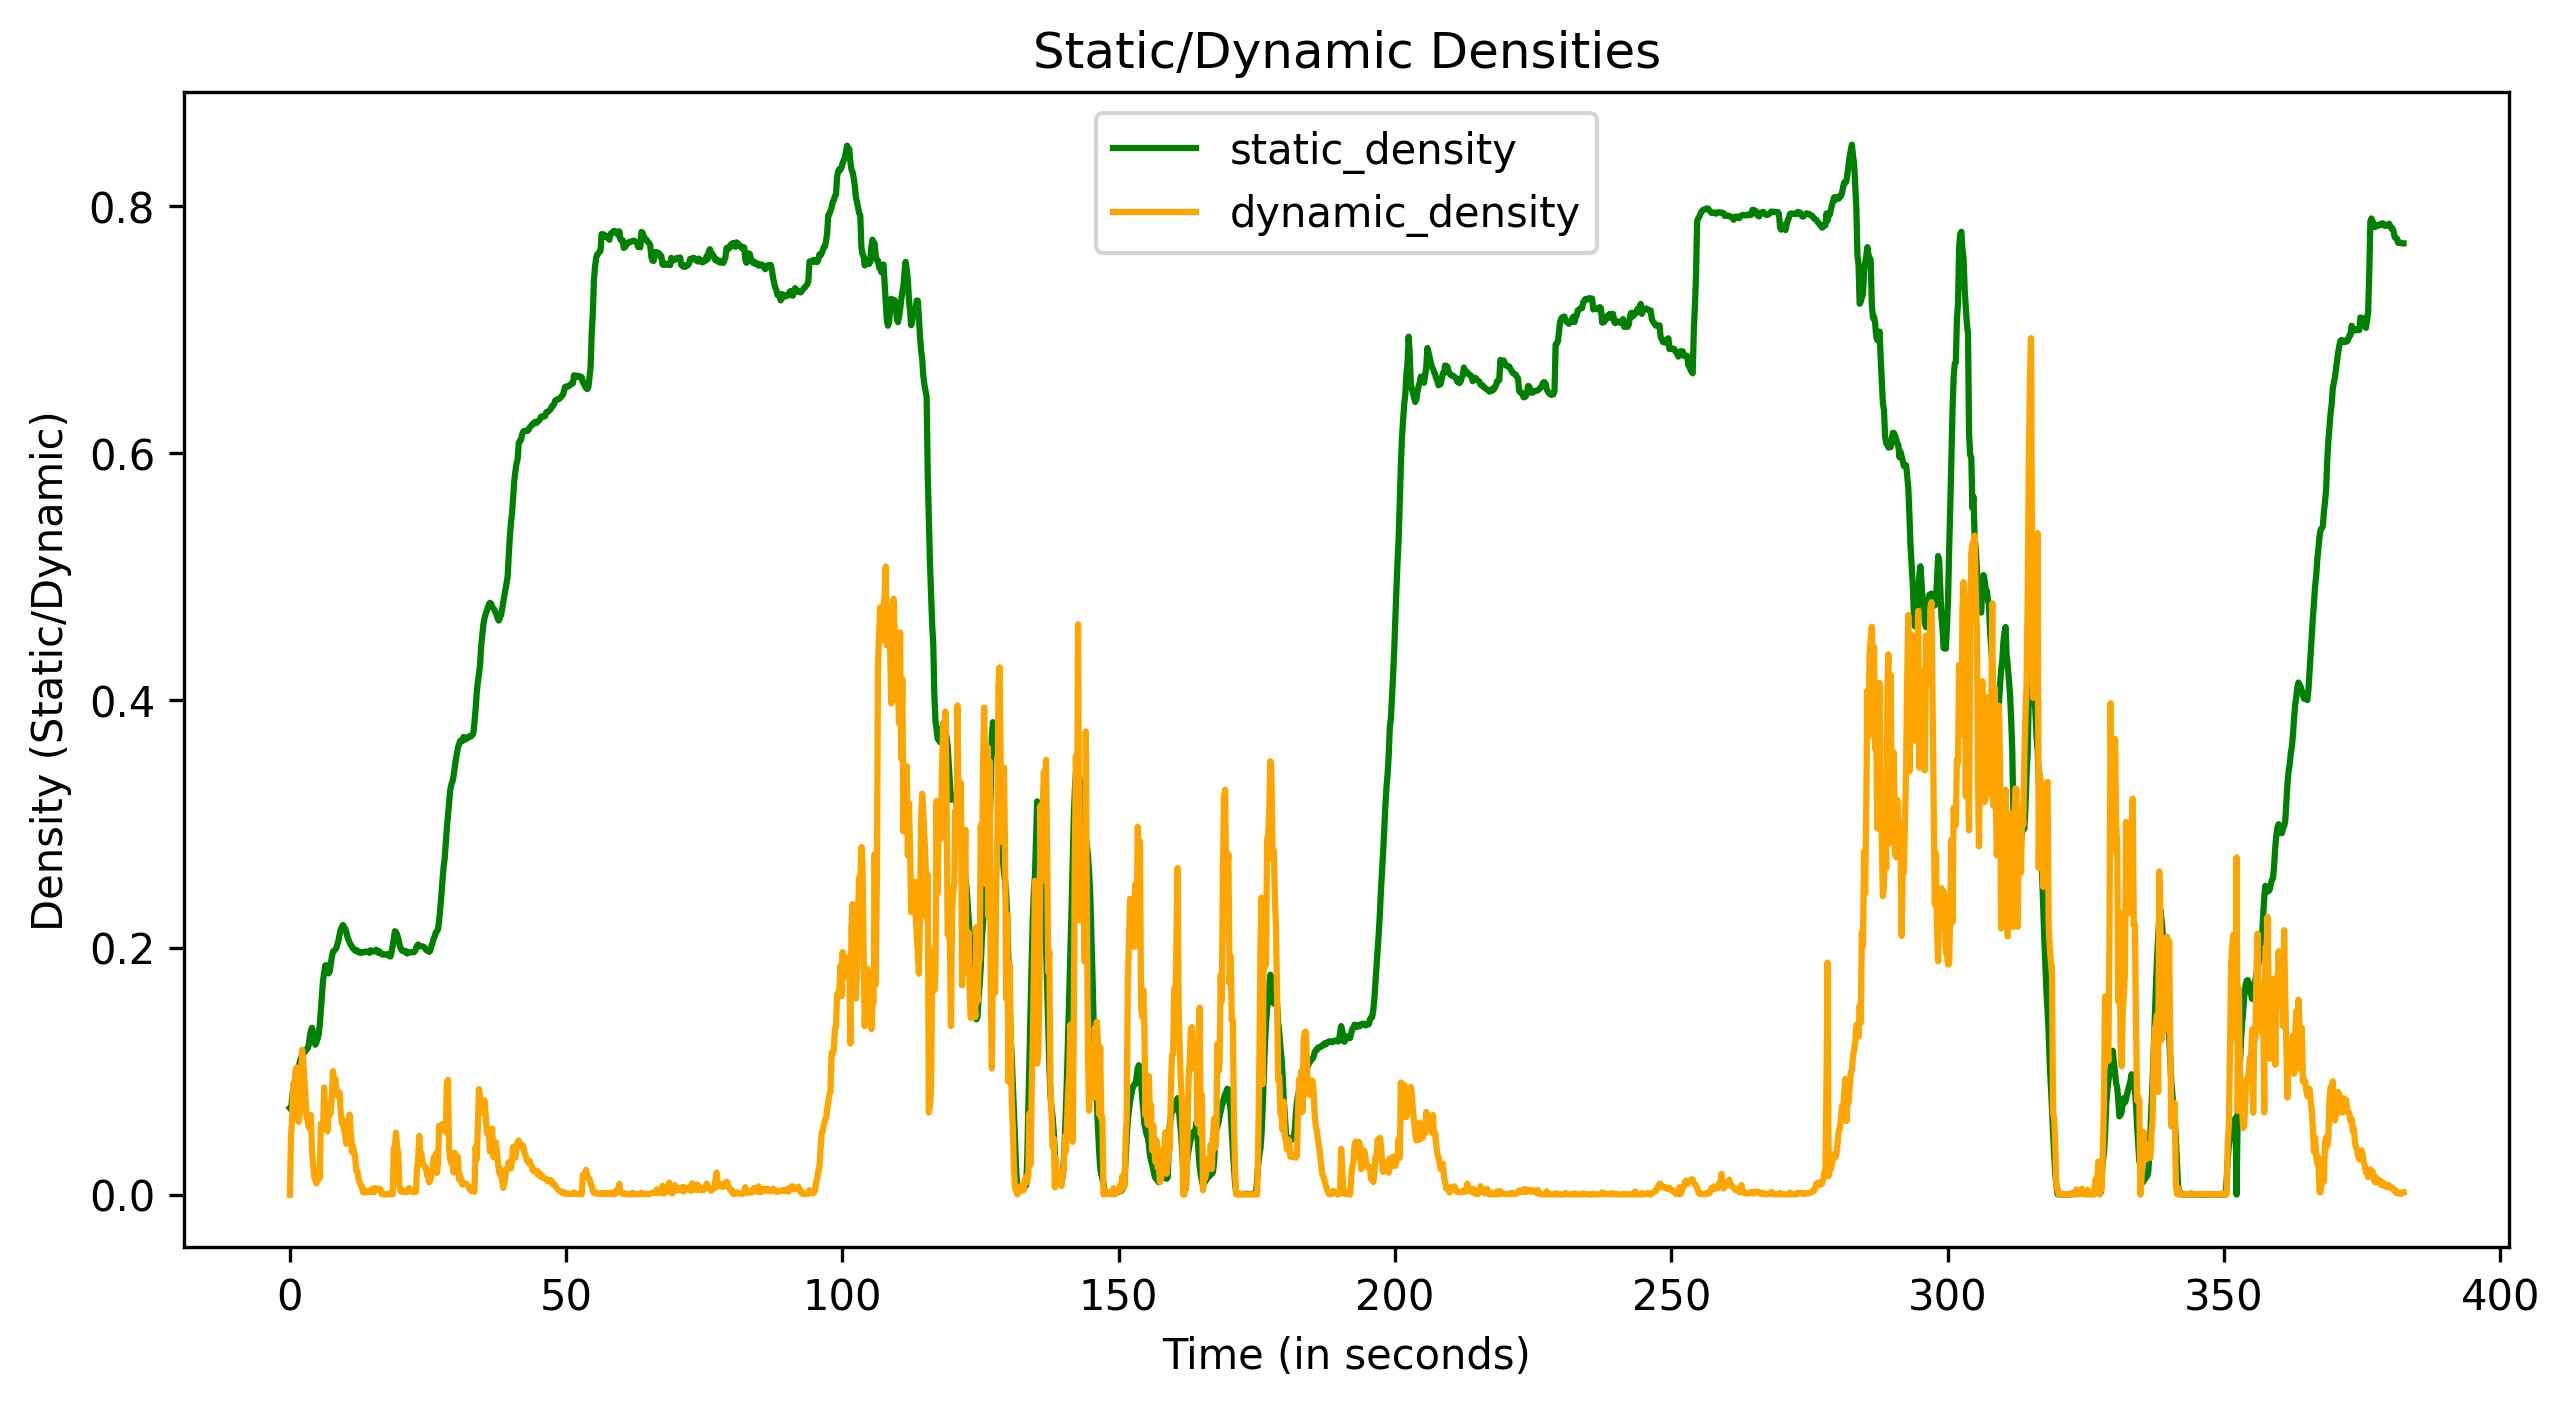 Static/Dynamic Densities
static_density
dynamic_density
Density (Static/Dynamic)
0.8
0.6
0.4
0.2
0.0
0 50 100 150 200 250 300 350 400
Time (in seconds)